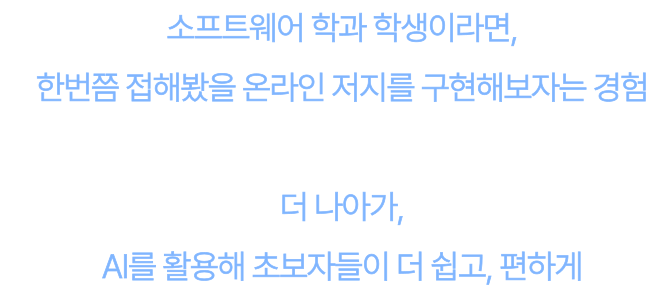 소프트웨어 학과 학생이라면,
한번쯤 접해봤을 온라인 저지를 구현해보자는 경험
더 나아가,
AI를 활용해 초보자들이 더 쉽고, 편하게